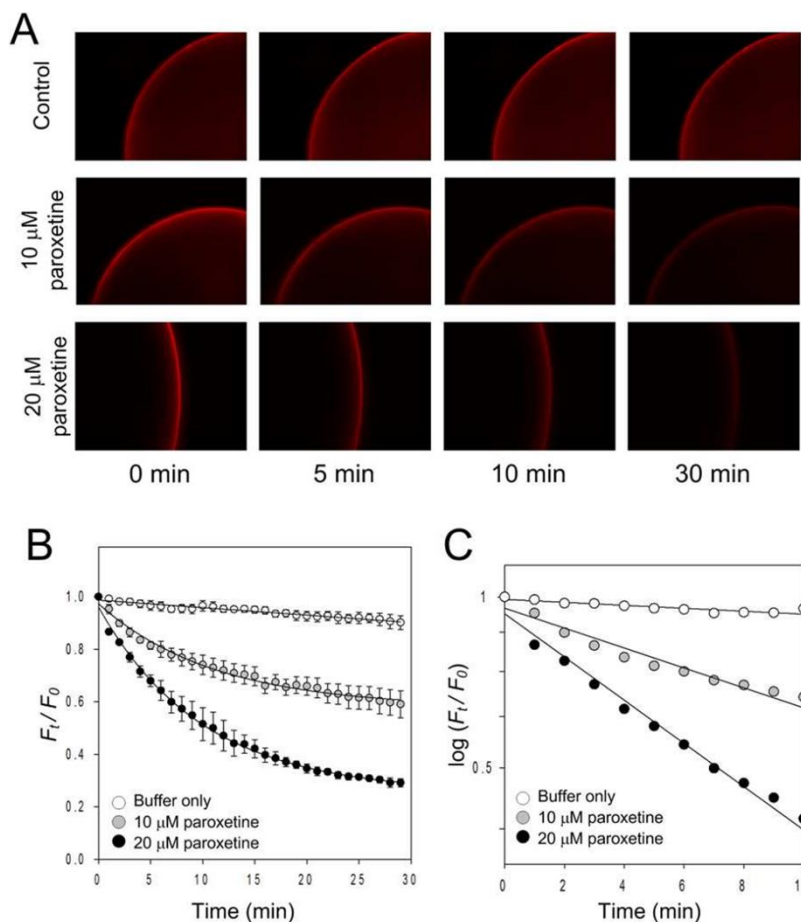 A
Control
10 μM
paroxetine
20 μM
paroxetine
0 min
5 min
10 min
30 min
B
Ft / F0
1.0
0.8
0.6
0.4
0.2
0.0
0
5
10
15
20
25
30
Time (min)
Buffer only
10 μM paroxetine
20 μM paroxetine
C
log (Ft / F0)
1
0.5
0
2
4
6
8
Time (min)
Buffer only
10 μM paroxetine
20 μM paroxetine